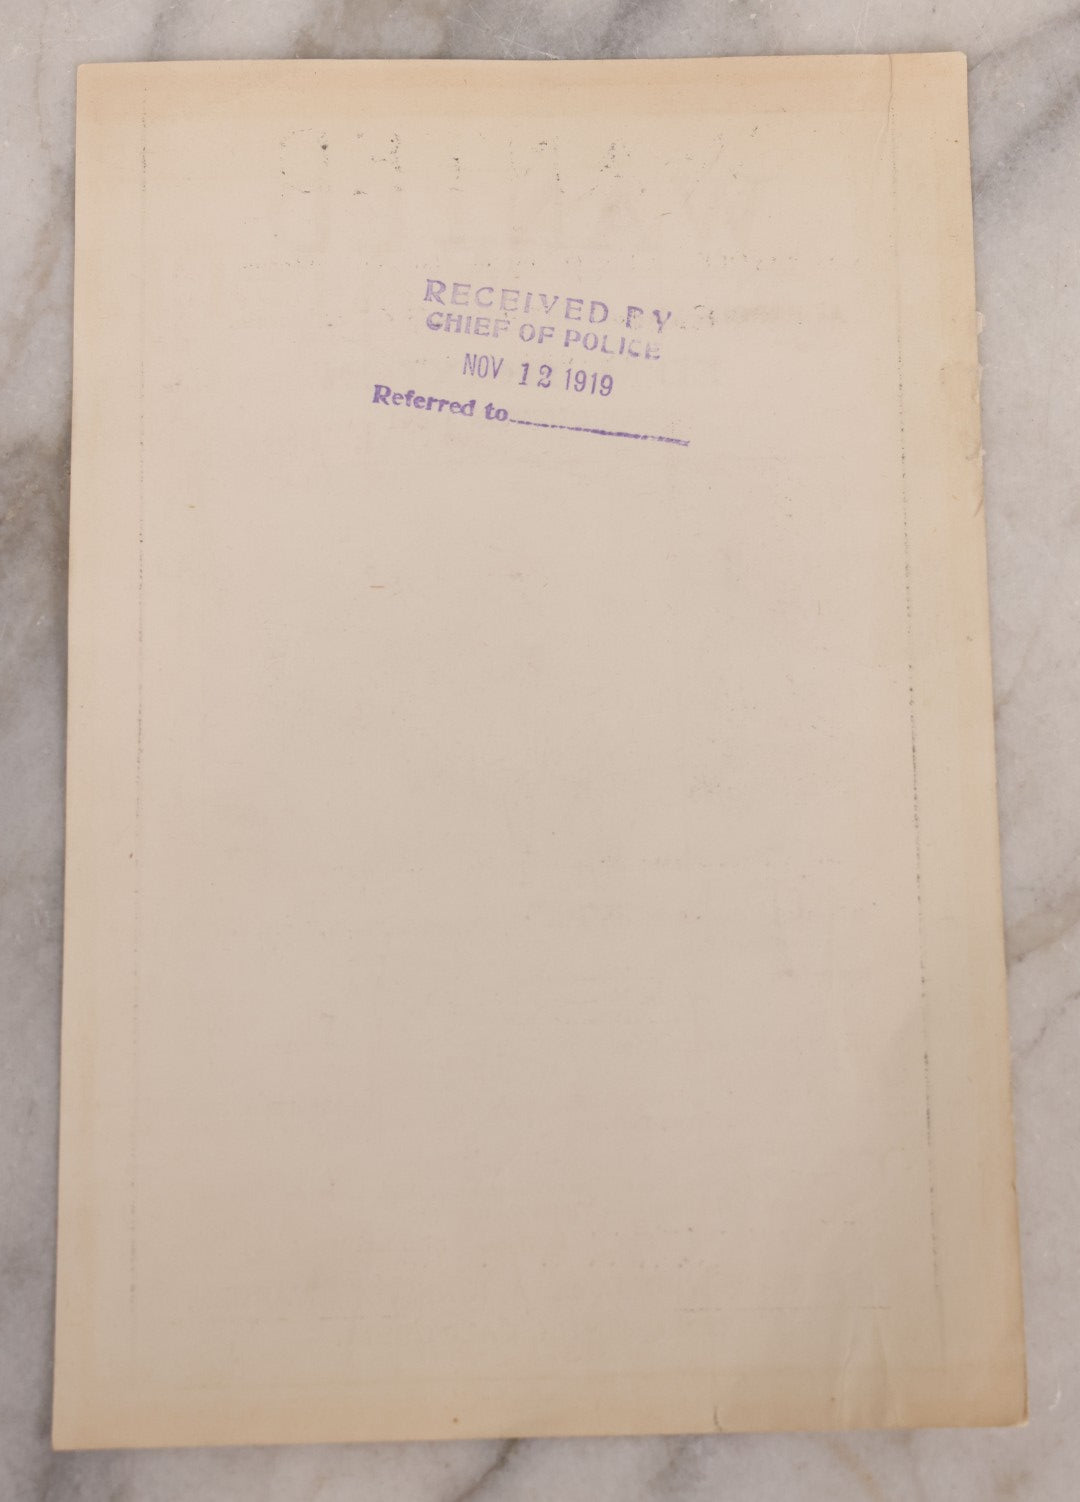 RECEIVED BY
CHIEF OF POLICE
NOV 12 1919
Referred to